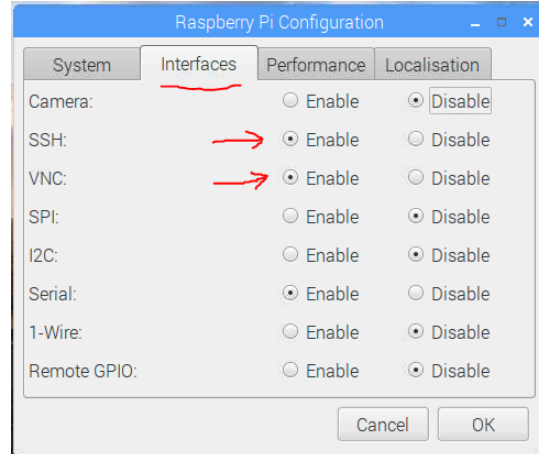 Raspberry Pi Configuration
System Interfaces Performance Localisation
Camera: Enable Disable
SSH: Enable Disable
VNC: Enable Disable
SPI: Enable Disable
I2C: Enable Disable
Serial: Enable Disable
1-Wire: Enable Disable
Remote GPIO: Enable Disable
Cancel OK